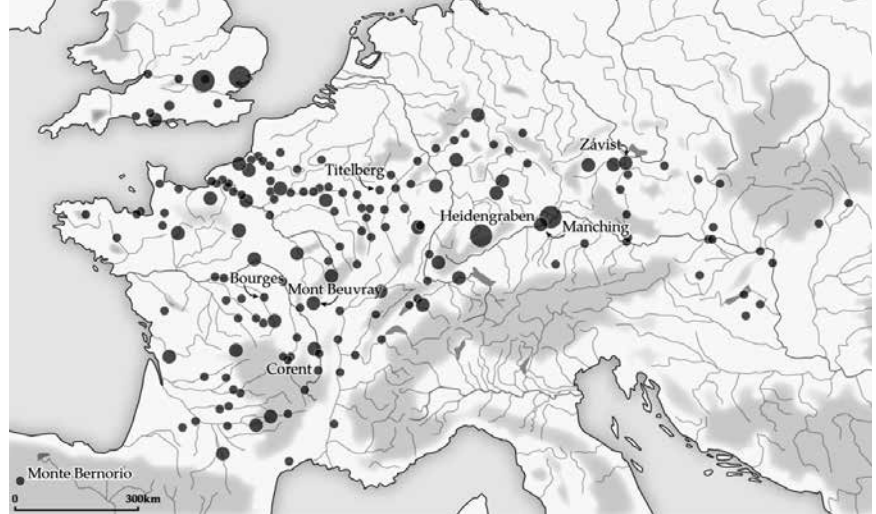 Závist
Titelberg
Heidengraben
Manching
Bourges
Mont Beuvray
Corent
Monte Bernorio
0 300km